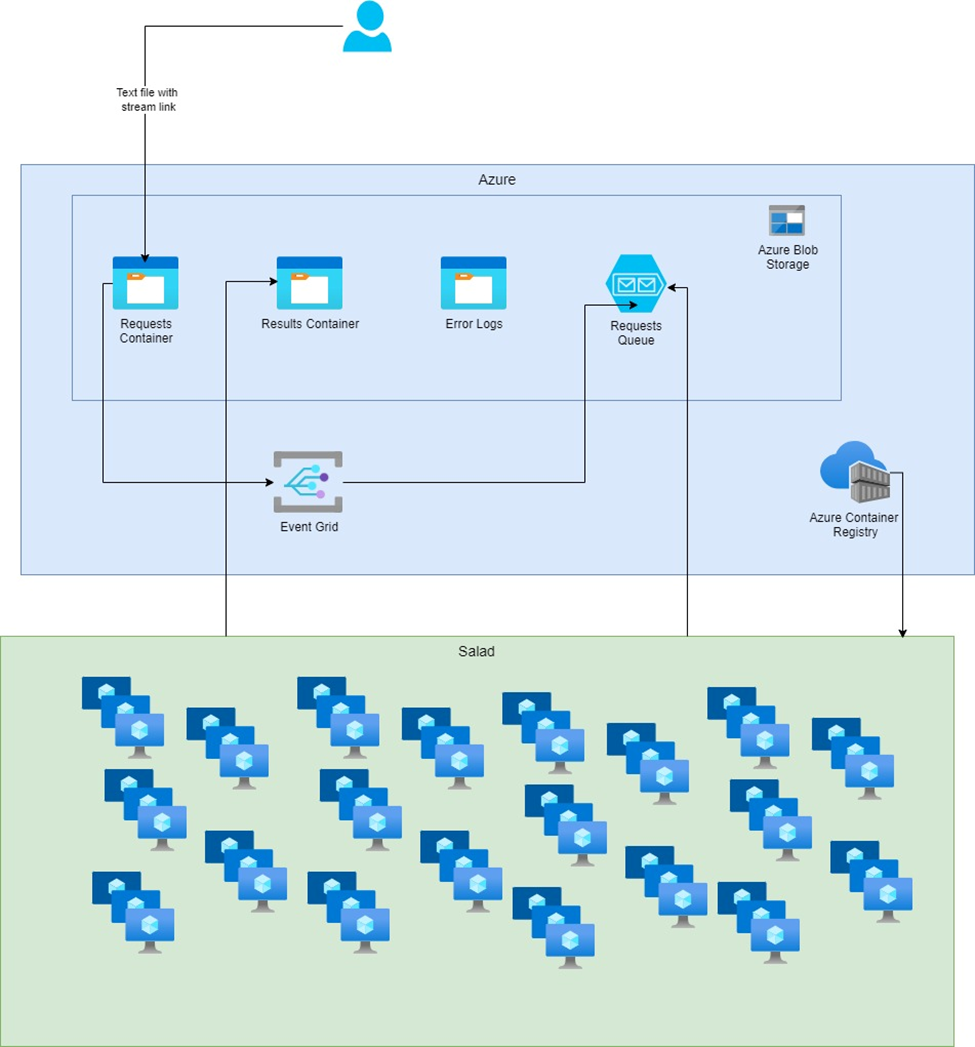 Text file with
stream link
Azure
Azure Blob
Storage
Requests
Container
Results Container
Error Logs
Requests
Queue
Event Grid
Azure Container
Registry
Salad